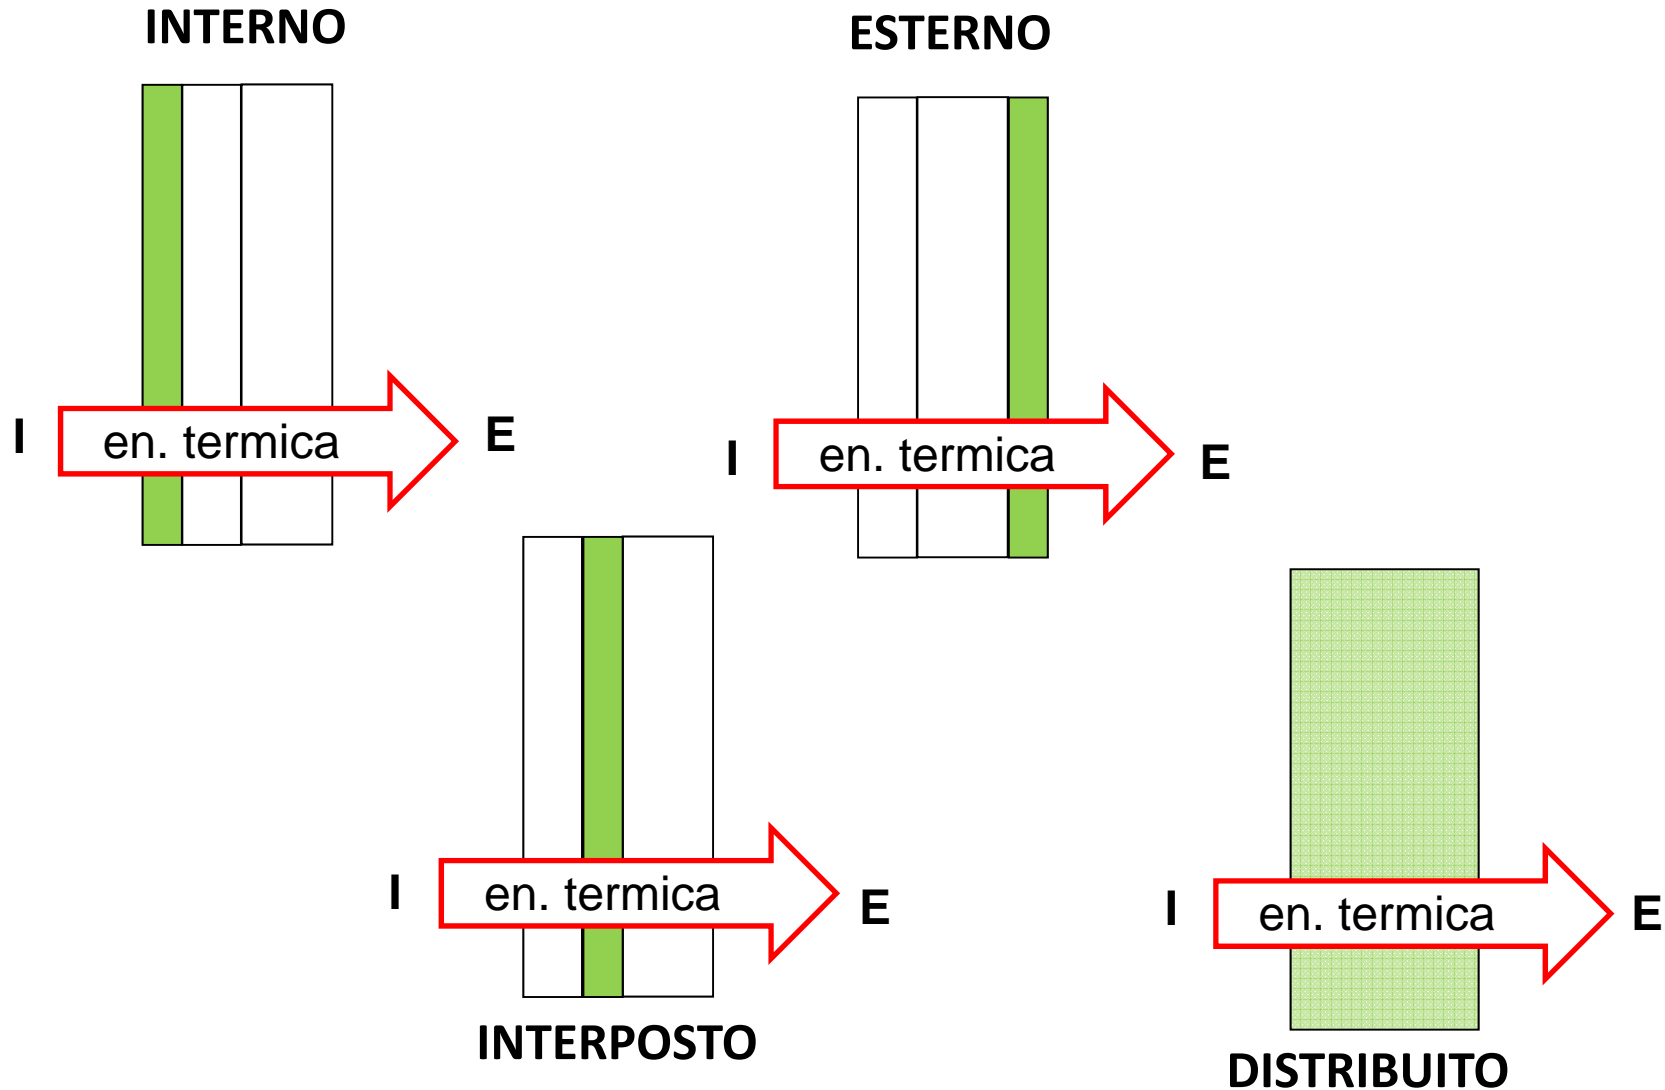 INTERNO
ESTERNO
I
en. termica
E
I
en. termica
E
I
en. termica
E
INTERPOSTO
I
en. termica
E
DISTRIBUITO